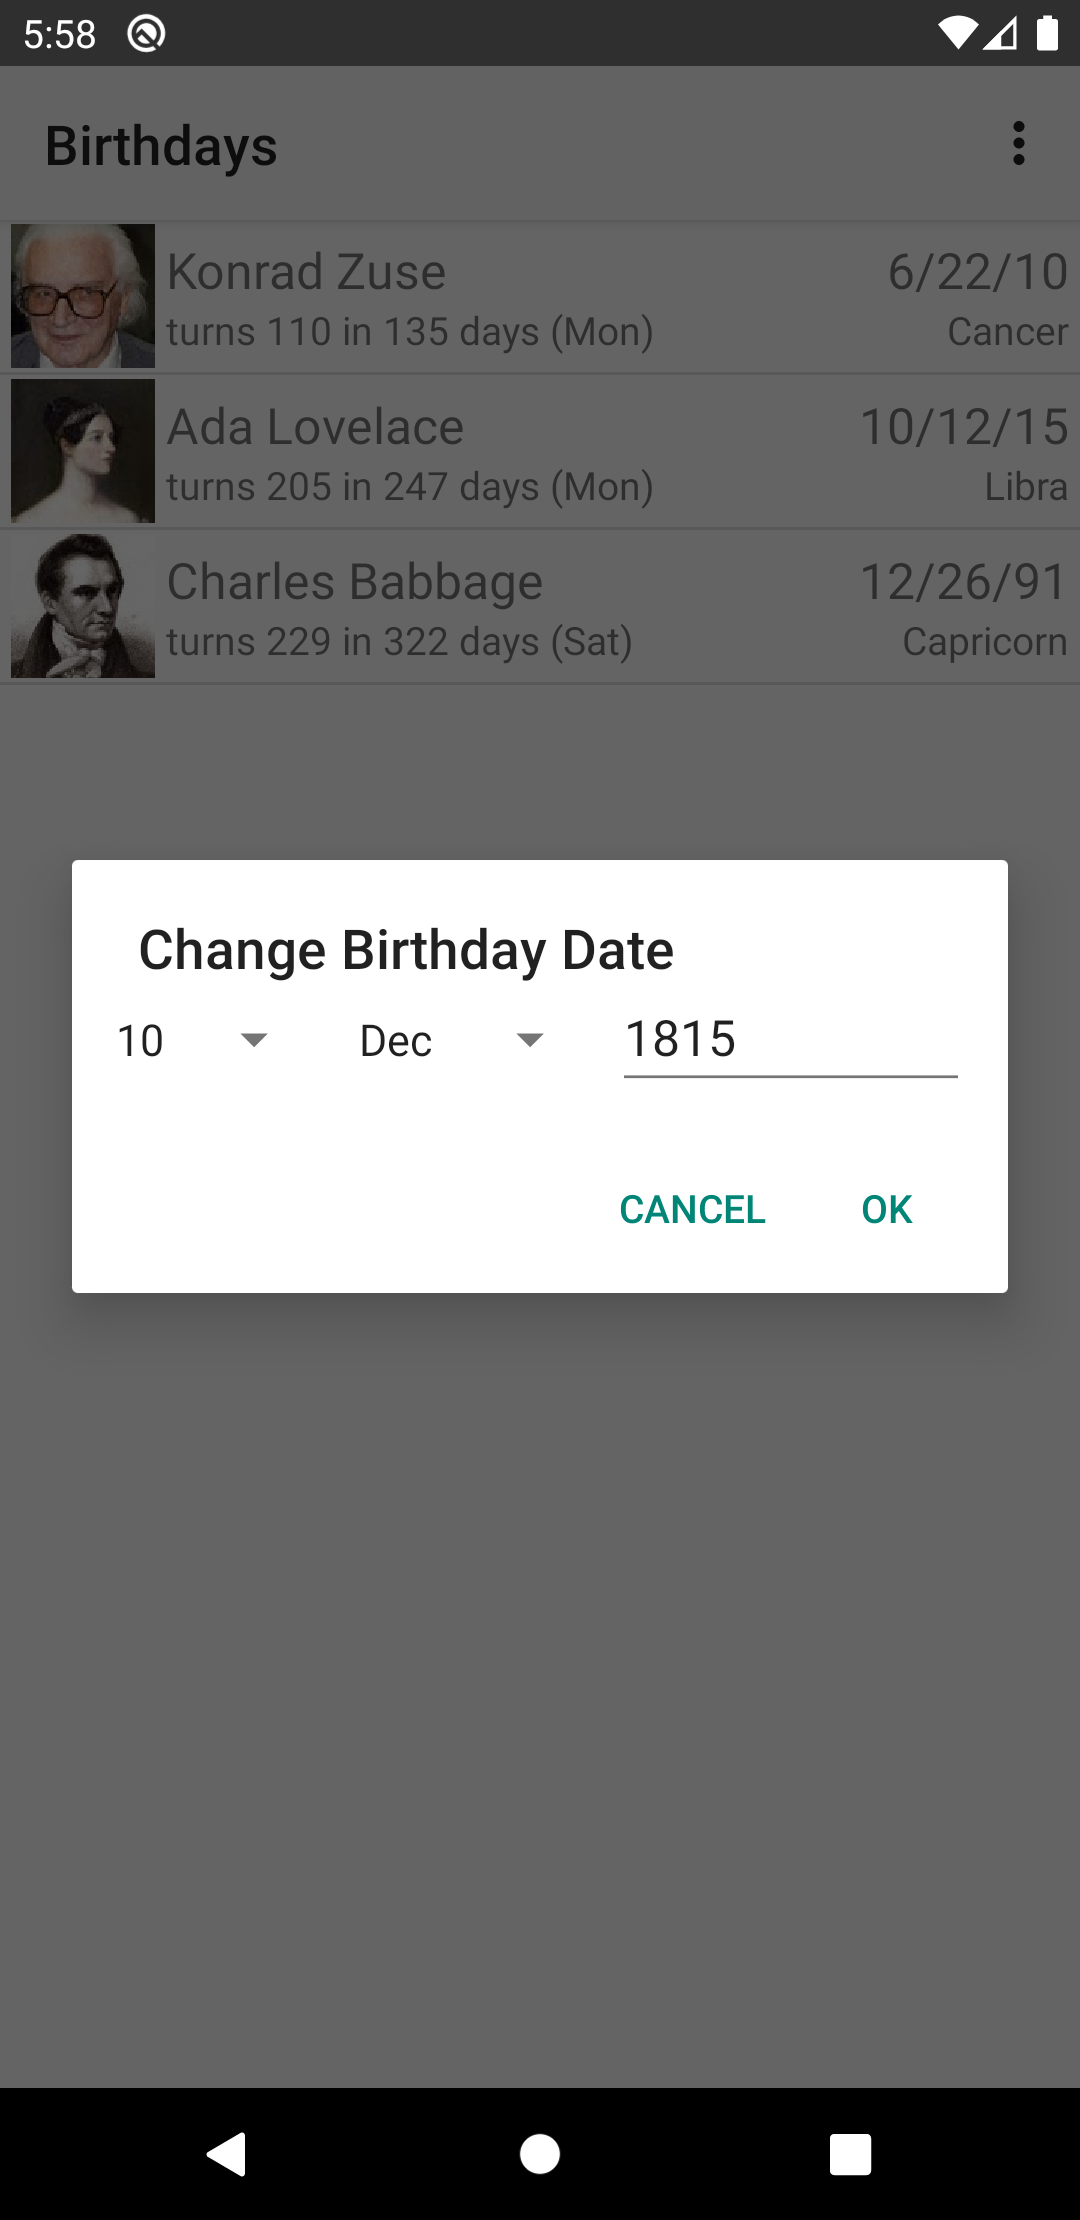 5:58
Birthdays
Konrad Zuse 6/22/10
turns 110 in 135 days (Mon) Cancer
Ada Lovelace 10/12/15
turns 205 in 247 days (Mon) Libra
Charles Babbage 12/26/91
turns 229 in 322 days (Sat) Capricorn
Change Birthday Date
10 Dec 1815
CANCEL OK